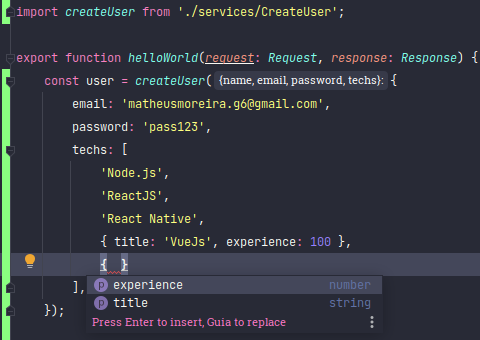 import createUser from './services/CreateUser';
export function helloWorld(request: Request, response: Response) {
const user = createUser( {name, email, password, techs}: {
email: 'matheusmoreira.g6@gmail.com',
password: 'pass123',
techs: [
'Node.js',
'ReactJS',
'React Native',
{ title: 'VueJs', experience: 100 },
{ }
],
});
p experience number
p title string
Press Enter to insert, Guia to replace